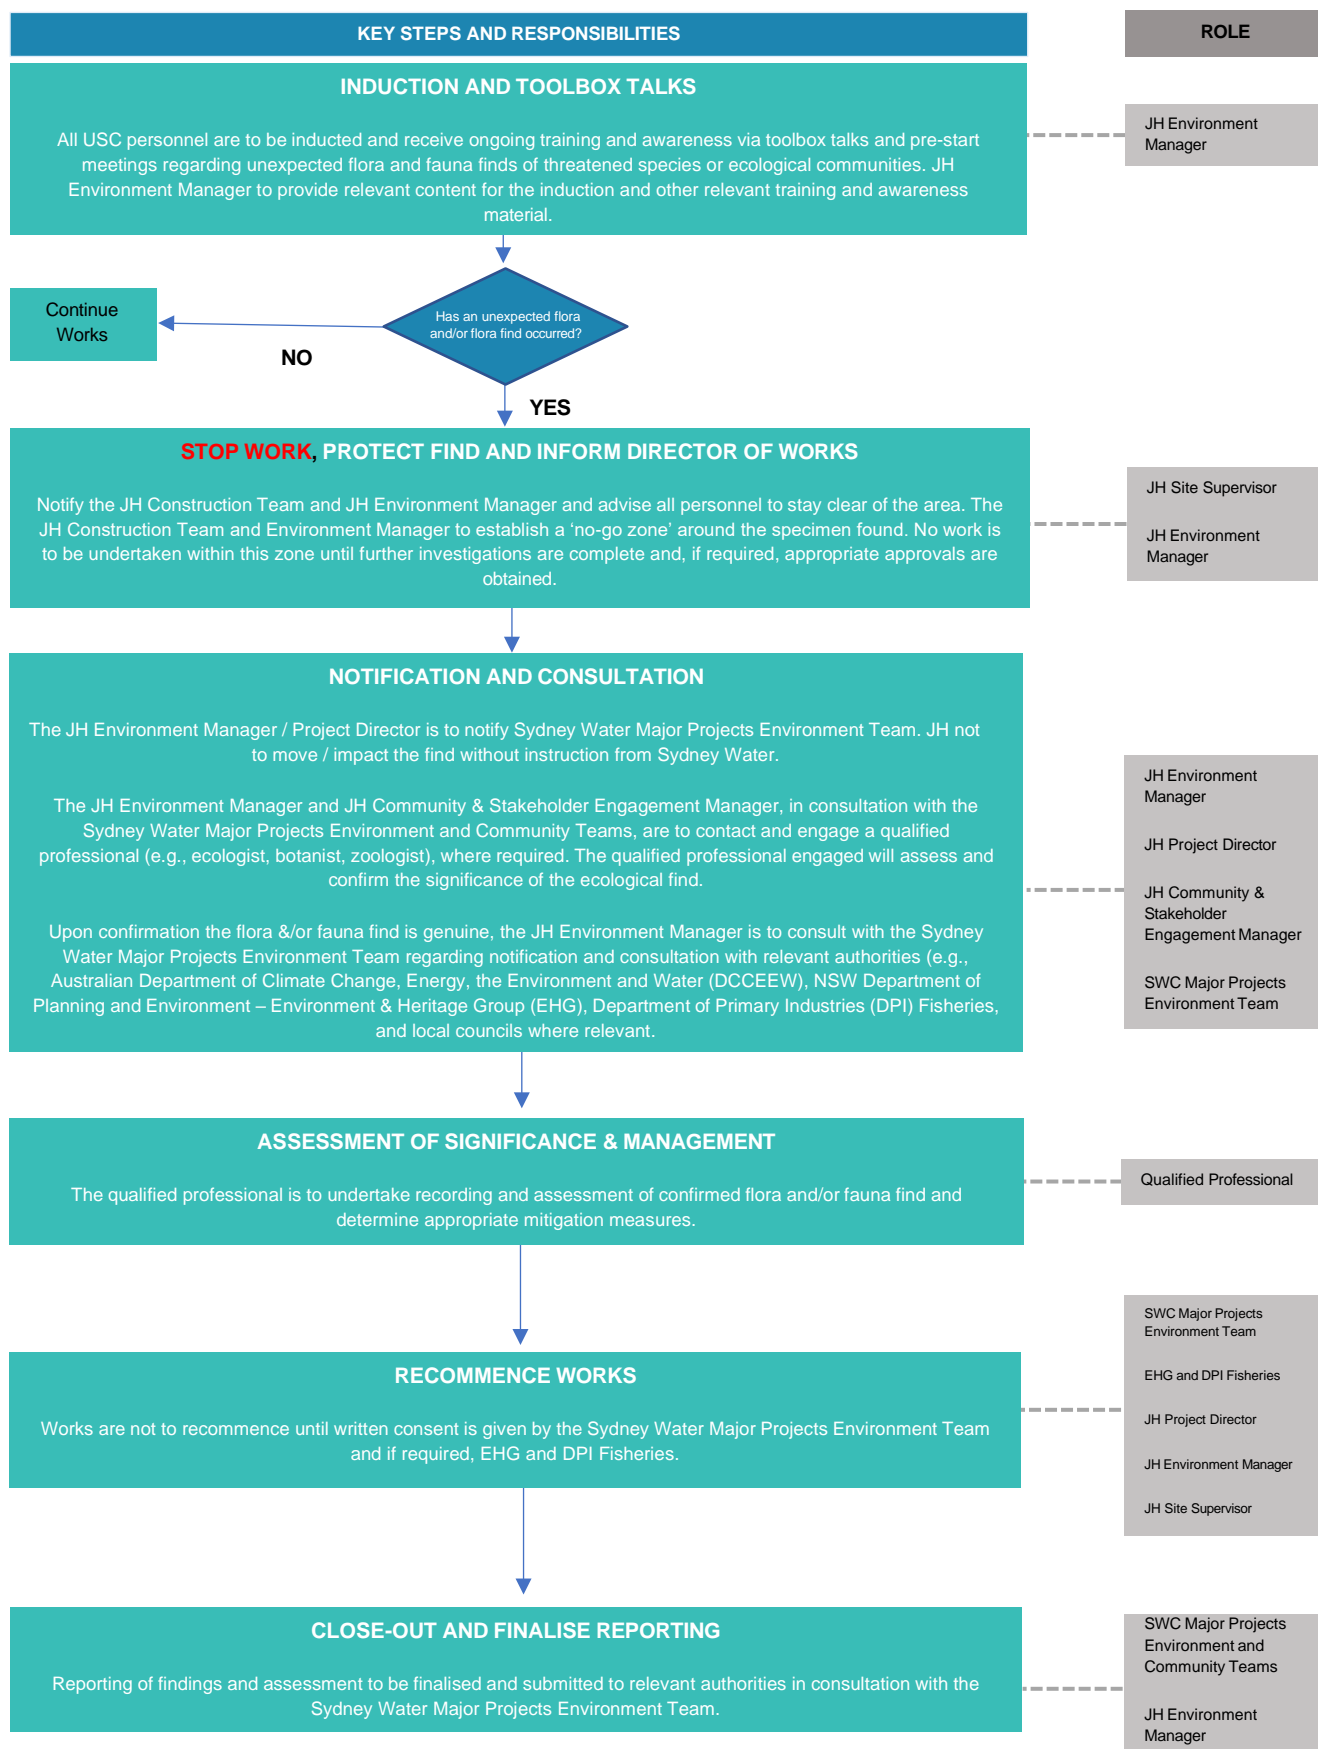 KEY STEPS AND RESPONSIBILITIES
ROLE
INDUCTION AND TOOLBOX TALKS
All USC personnel are to be inducted and receive ongoing training and awareness via toolbox talks and pre-start
meetings regarding unexpected flora and fauna finds of threatened species or ecological communities. JH
Environment Manager to provide relevant content for the induction and other relevant training and awareness
material.
JH Environment
Manager
Has an unexpected flora
and/or flora find occurred?
Continue
Works
NO
YES
STOP WORK, PROTECT FIND AND INFORM DIRECTOR OF WORKS
Notify the JH Construction Team and JH Environment Manager and advise all personnel to stay clear of the area. The
JH Construction Team and Environment Manager to establish a ‘no-go zone’ around the specimen found. No work is
to be undertaken within this zone until further investigations are complete and, if required, appropriate approvals are
obtained.
JH Site Supervisor
JH Environment
Manager
NOTIFICATION AND CONSULTATION
The JH Environment Manager / Project Director is to notify Sydney Water Major Projects Environment Team. JH not
to move / impact the find without instruction from Sydney Water.
The JH Environment Manager and JH Community & Stakeholder Engagement Manager, in consultation with the
Sydney Water Major Projects Environment and Community Teams, are to contact and engage a qualified
professional (e.g., ecologist, botanist, zoologist), where required. The qualified professional engaged will assess and
confirm the significance of the ecological find.
Upon confirmation the flora &/or fauna find is genuine, the JH Environment Manager is to consult with the Sydney
Water Major Projects Environment Team regarding notification and consultation with relevant authorities (e.g.,
Australian Department of Climate Change, Energy, the Environment and Water (DCCEEW), NSW Department of
Planning and Environment – Environment & Heritage Group (EHG), Department of Primary Industries (DPI) Fisheries,
and local councils where relevant.
JH Environment
Manager
JH Project Director
JH Community &
Stakeholder
Engagement Manager
SWC Major Projects
Environment Team
ASSESSMENT OF SIGNIFICANCE & MANAGEMENT
The qualified professional is to undertake recording and assessment of confirmed flora and/or fauna find and
determine appropriate mitigation measures.
Qualified Professional
RECOMMENCE WORKS
Works are not to recommence until written consent is given by the Sydney Water Major Projects Environment Team
and if required, EHG and DPI Fisheries.
SWC Major Projects
Environment Team
EHG and DPI Fisheries
JH Project Director
JH Environment Manager
JH Site Supervisor
CLOSE-OUT AND FINALISE REPORTING
Reporting of findings and assessment to be finalised and submitted to relevant authorities in consultation with the
Sydney Water Major Projects Environment Team.
SWC Major Projects
Environment and
Community Teams
JH Environment
Manager